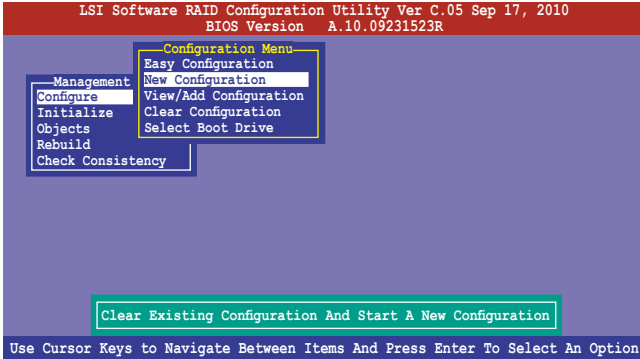 LSI Software RAID Configuration Utility Ver C.05 Sep 17, 2010
BIOS Version A.10.09231523R
Configuration Menu
Easy Configuration
New Configuration
View/Add Configuration
Clear Configuration
Select Boot Drive
Management
Configure
Initialize
Objects
Rebuild
Check Consistency
Clear Existing Configuration And Start A New Configuration
Use Cursor Keys to Navigate Between Items And Press Enter To Select An Option